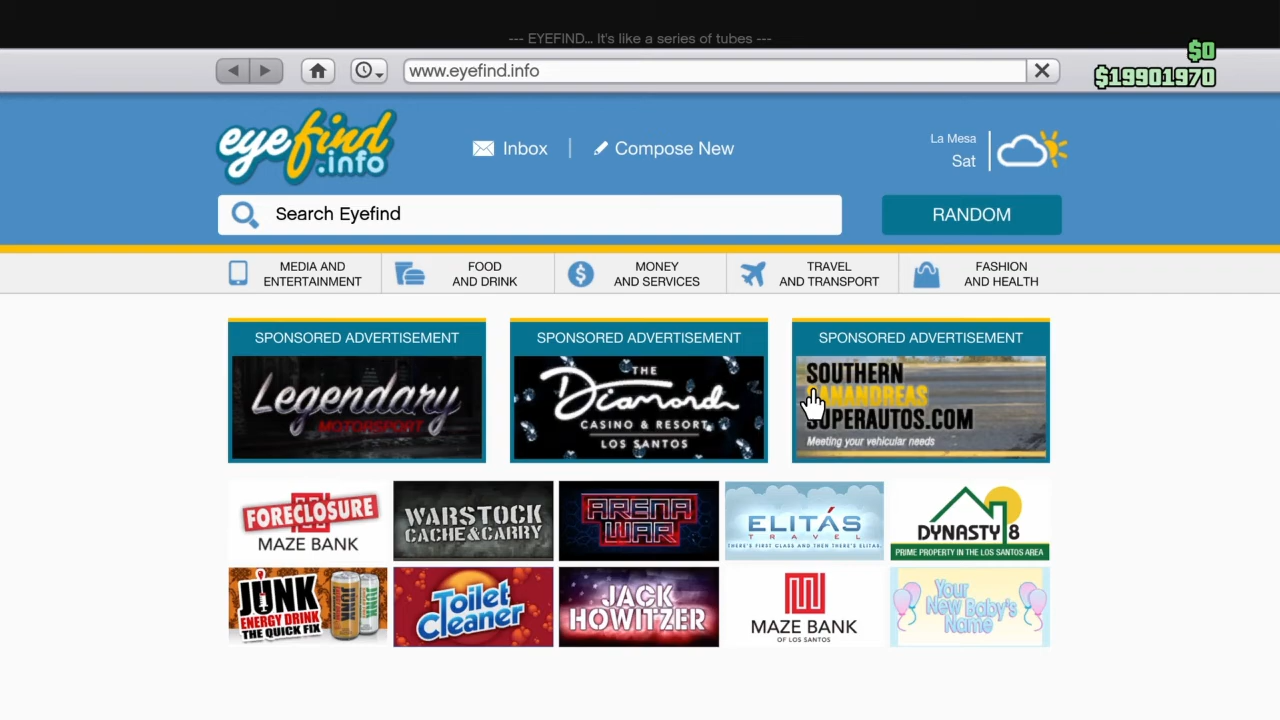 --- EYEFIND... It's like a series of tubes ---
$0
www.eyefind.info
$19901970
eyefind
.info
Inbox
Compose New
La Mesa
Sat
Search Eyefind
RANDOM
MEDIA AND
ENTERTAINMENT
FOOD
AND DRINK
MONEY
AND SERVICES
TRAVEL
AND TRANSPORT
FASHION
AND HEALTH
SPONSORED ADVERTISEMENT
Legendary
MOTORSPORT
SPONSORED ADVERTISEMENT
THE
Diamond
CASINO & RESORT
LOS SANTOS
SPONSORED ADVERTISEMENT
SOUTHERN
SANANDREAS
SUPERAUTOS.COM
Meeting your vehicular needs
FORECLOSURE
MAZE BANK
WARSTOCK
CACHE&CARRY
ARENA
WAR
ELITÁS
TRAVEL
THERE'S FIRST CLASS AND THEN THERE'S ELITAS.
DYNASTY 8
PRIME PROPERTY IN THE LOS SANTOS AREA
JUNK
ENERGY DRINK
THE QUICK FIX
JUNK
JUNK
Toilet
Cleaner
JACK
HOWITZER
MAZE BANK
OF LOS SANTOS
Your
New Baby's
Name